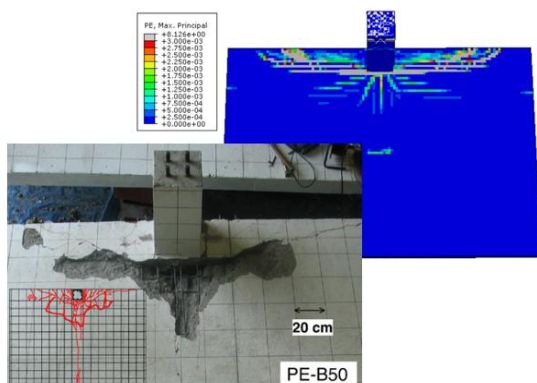 PE, Max. Principal
+8.126e+00
+3.000e-03
+2.750e-03
+2.500e-03
+2.250e-03
+2.000e-03
+1.750e-03
+1.500e-03
+1.250e-03
+1.000e-03
+7.500e-04
+5.000e-04
+2.500e-04
+0.000e+00
20 cm
PE-B50